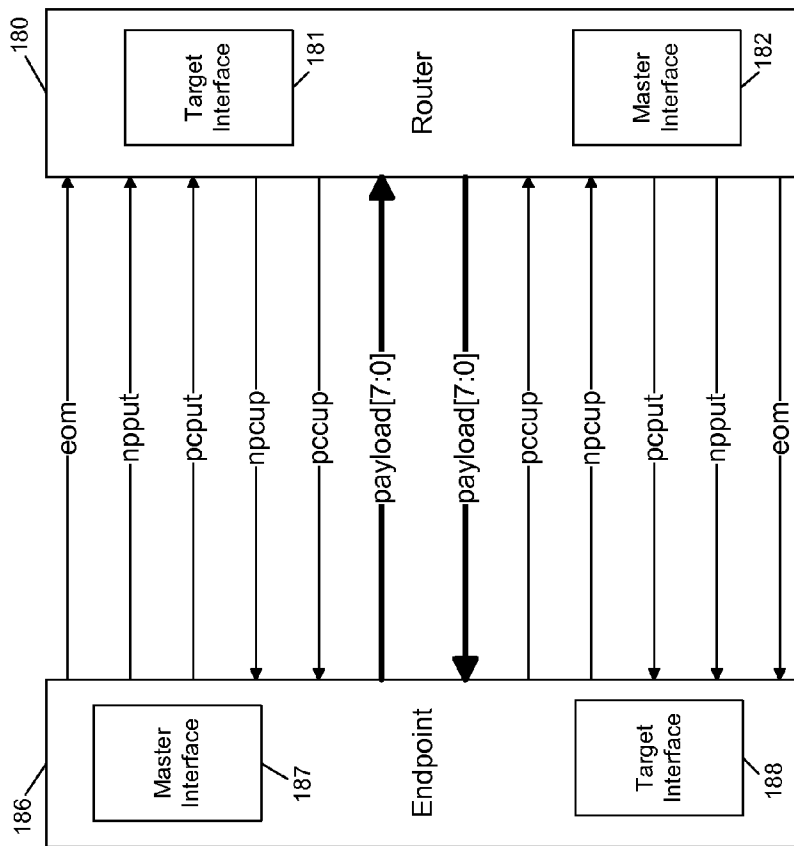 180
Target
Interface
181
Router
Master
Interface
182
eom
npput
pcput
npcup
pccup
payload[7:0]
payload[7:0]
pccup
npcup
pcput
npput
eom
186
Master
Interface
187
Endpoint
Target
Interface
188